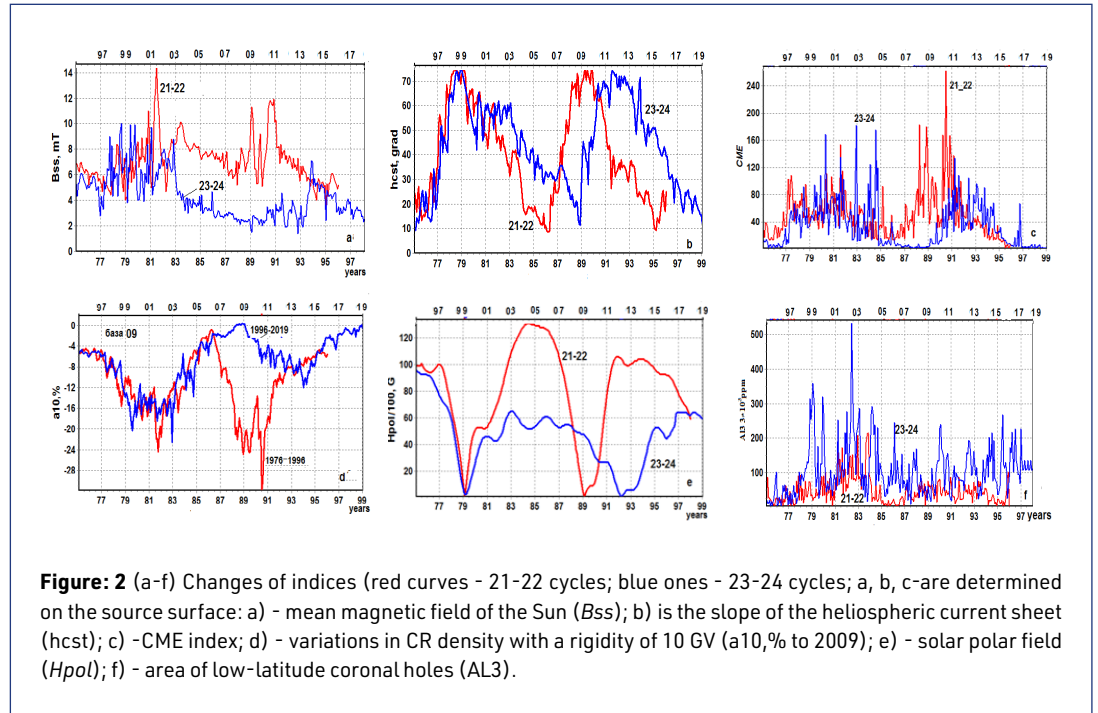 97 99 01 03 05 07 09 11 13 15 17 19
14
12
10
8
6
4
2
0
Bss, mT
21-22
23-24
a
77 79 81 83 85 87 89 91 93 95 97 99
years
97 99 01 03 05 07 09 11 13 15 17 19
70
60
50
40
30
20
10
hcst, grad
23-24
21-22
b
77 79 81 83 85 87 89 91 93 95 97 99
97 99 01 03 05 07 09 11 13 15 17 19
240
200
160
120
80
40
CME
21_22
23-24
c
77 79 81 83 85 87 89 91 93 95 97 99
97 99 01 03 05 07 09 11 13 15 17 19
0
-4
-8
-12
-16
-20
-24
-28
a10,%
база 09
1996-2019
1976-1996
d
77 79 81 83 85 87 89 91 93 95 97 99
years
97 99 01 03 05 07 09 11 13 15 17 19
120
100
80
60
40
20
Hpol/100, G
21-22
23-24
e
77 79 81 83 85 87 89 91 93 95 97 99
97 99 01 03 05 07 09 11 13 15 17 19
500
400
300
200
100
23-24
21-22
f
77 79 81 83 85 87 89 91 93 95 97 years
Figure: 2 (a-f) Changes of indices (red curves - 21-22 cycles; blue ones - 23-24 cycles; a, b, c-are determined
on the source surface: a) - mean magnetic field of the Sun (Bss); b) is the slope of the heliospheric current sheet
(hcst); c) -CME index; d) - variations in CR density with a rigidity of 10 GV (a10,% to 2009); e) - solar polar field
(Hpol); f) - area of low-latitude coronal holes (AL3).